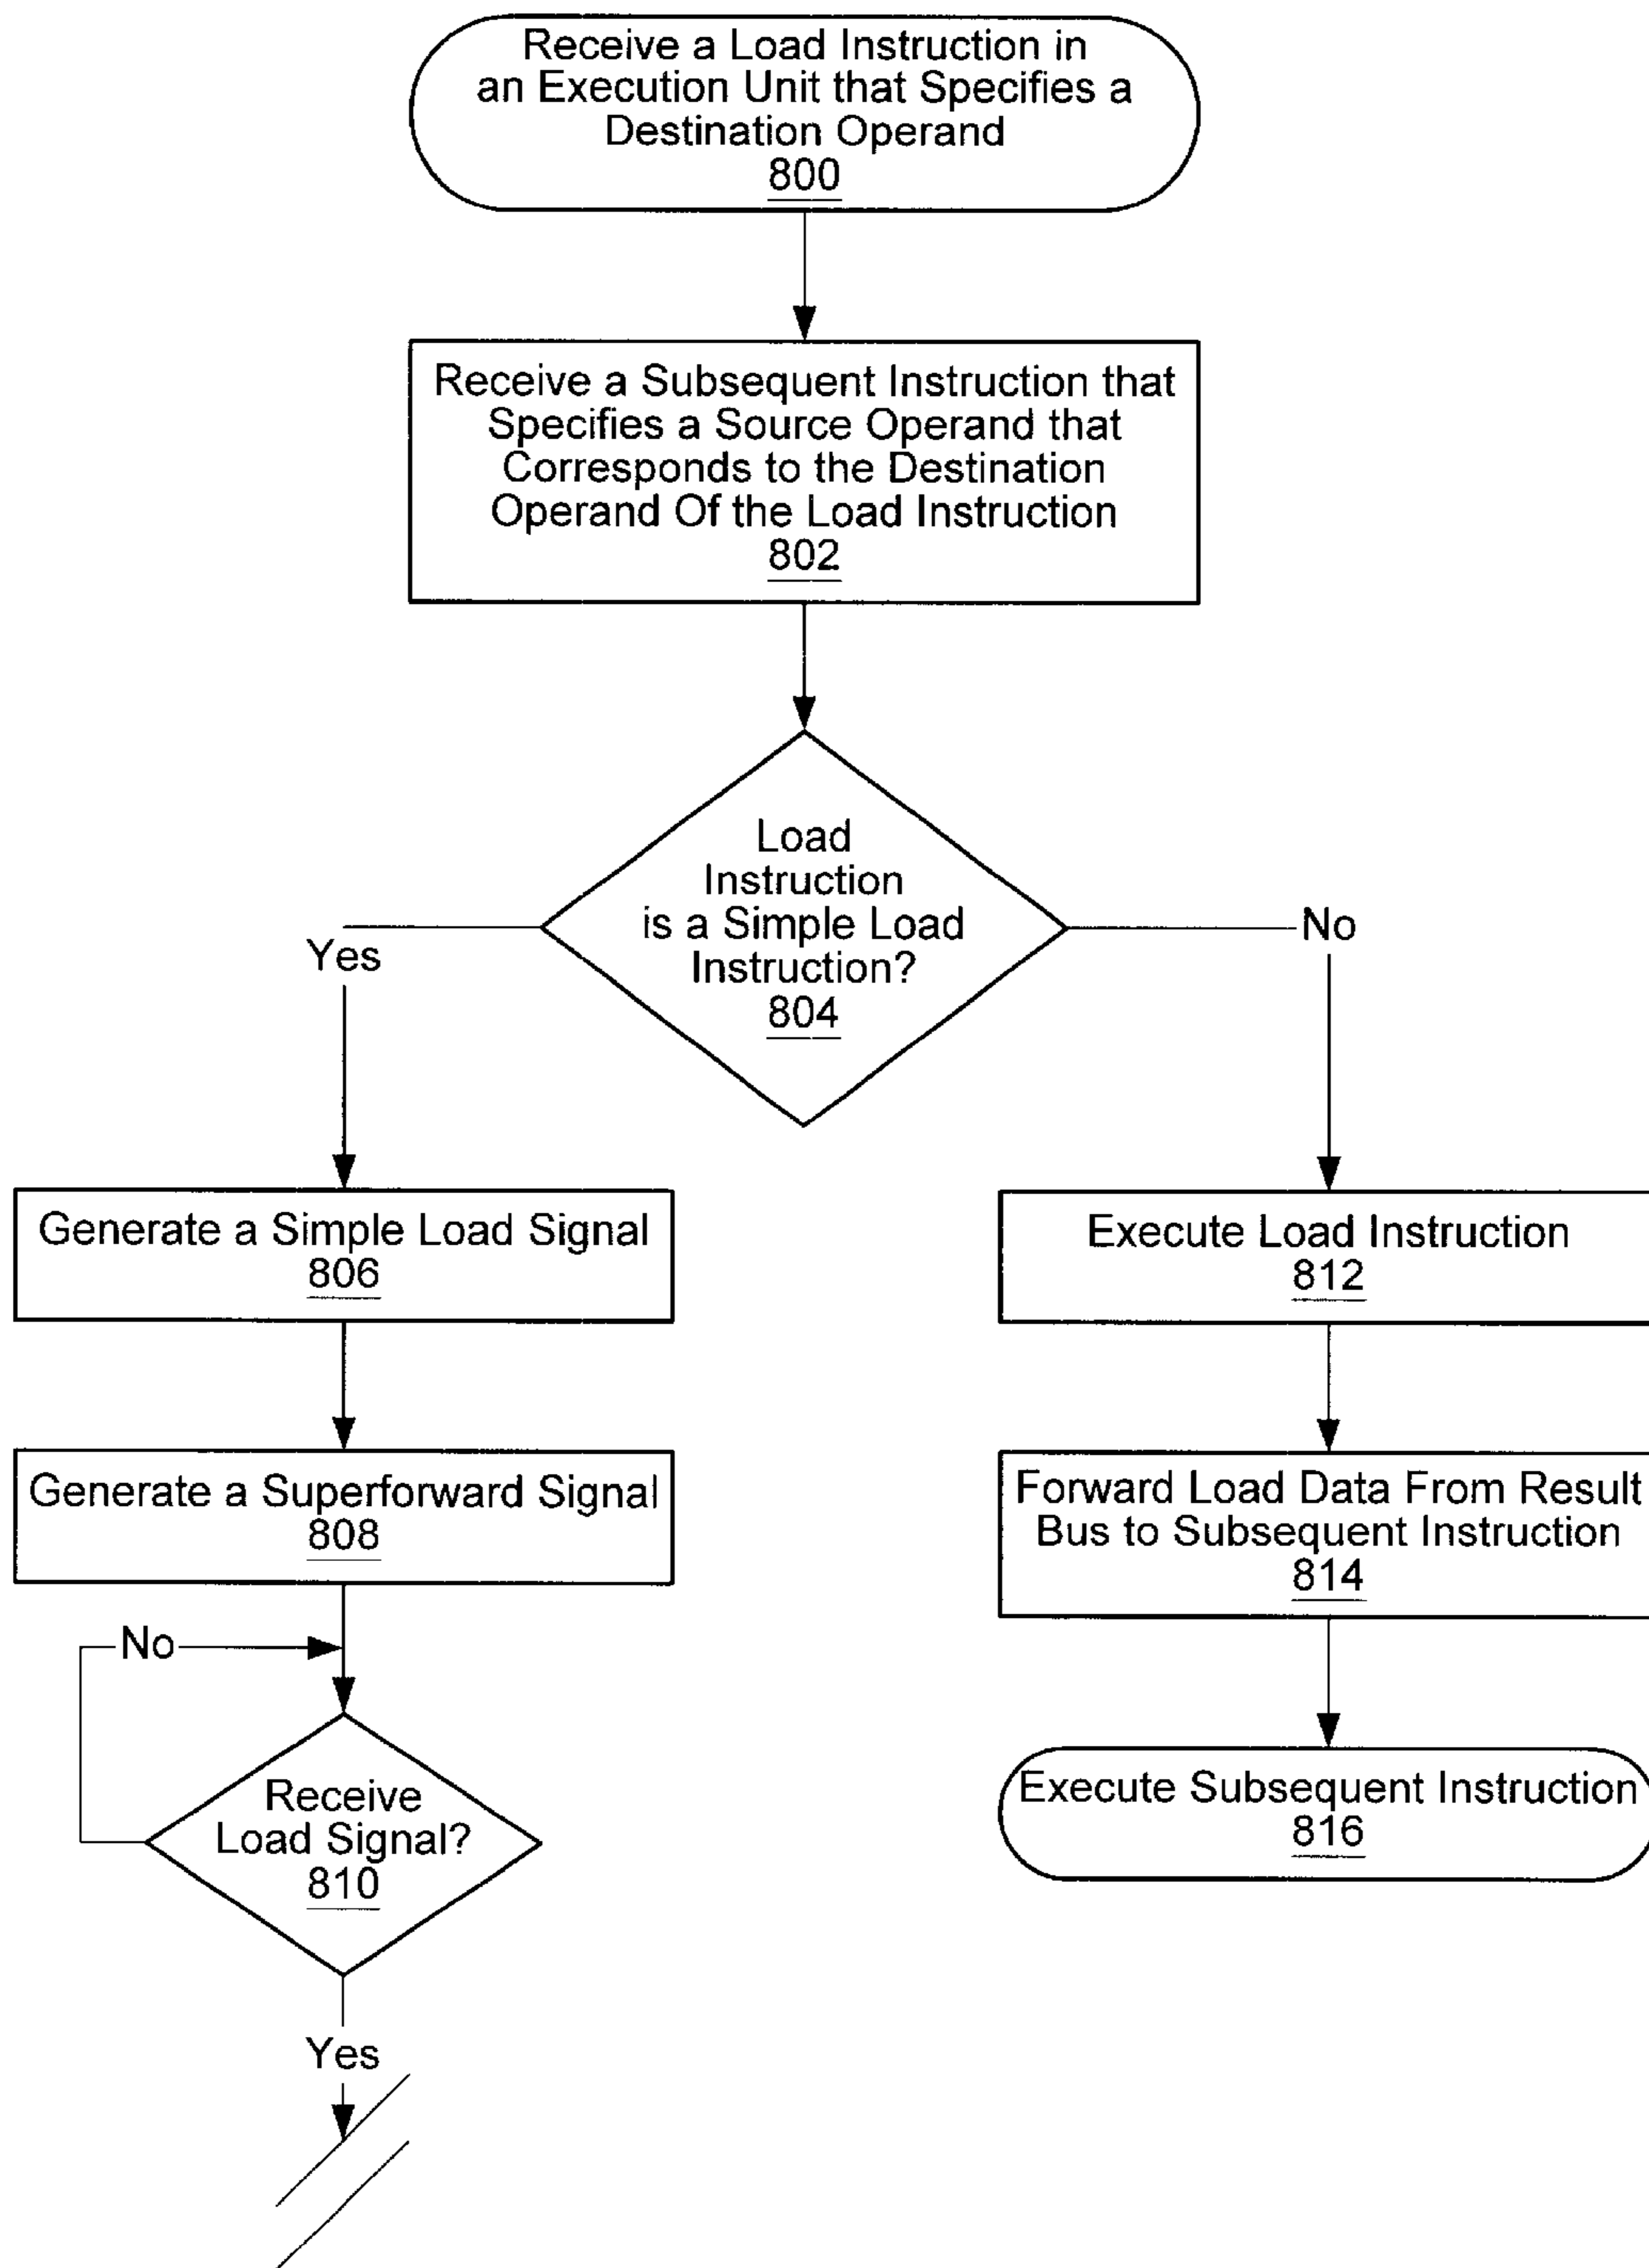 Receive a Load Instruction in
an Execution Unit that Specifies a
Destination Operand
800
Receive a Subsequent Instruction that
Specifies a Source Operand that
Corresponds to the Destination
Operand Of the Load Instruction
802
Load
Instruction
is a Simple Load
Instruction?
804
Yes
No
Generate a Simple Load Signal
806
Execute Load Instruction
812
Generate a Superforward Signal
808
Forward Load Data From Result
Bus to Subsequent Instruction
814
No
Receive
Load Signal?
810
Execute Subsequent Instruction
816
Yes